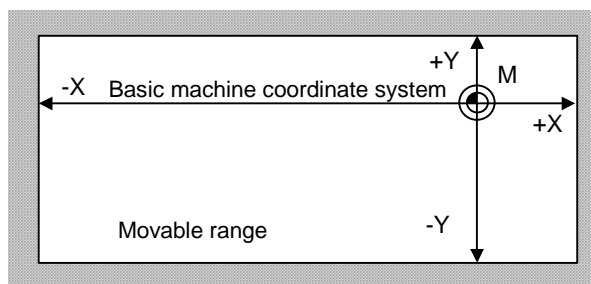 +Y
M
-X
Basic machine coordinate system
+X
Movable range
-Y